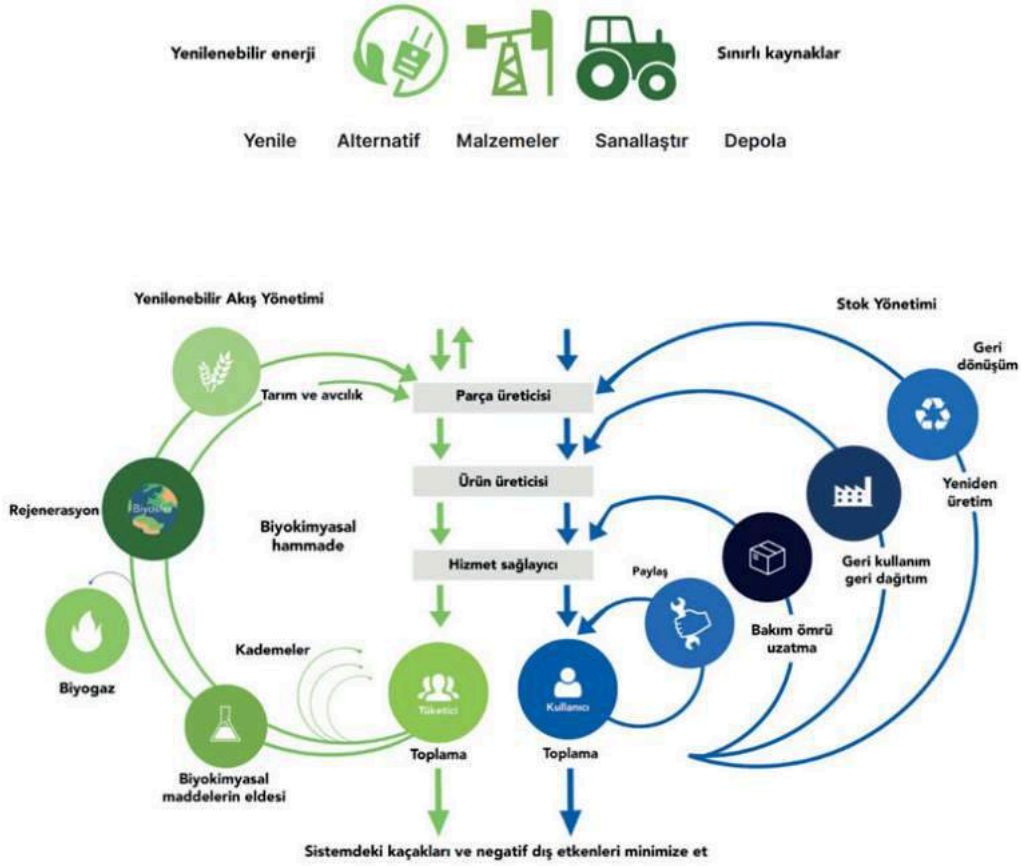 Yenilenebilir enerji
Sınırlı kaynaklar
Yenile Alternatif Malzemeler Sanallaştır Depola
Yenilenebilir Akış Yönetimi
Stok Yönetimi
Geri
dönüşüm
Tarım ve avcılık
Parça üreticisi
Ürün üreticisi
Yeniden
üretim
Rejenerasyon
Biyokimyasal
hammade
Hizmet sağlayıcı
Geri kullanım
geri dağıtım
Paylaş
Bakım ömrü
uzatma
Kademeler
Biyogaz
Tüketici
Kullanıcı
Toplama
Toplama
Biyokimyasal
maddelerin eldesi
Sistemdeki kaçakları ve negatif dış etkenleri minimize et